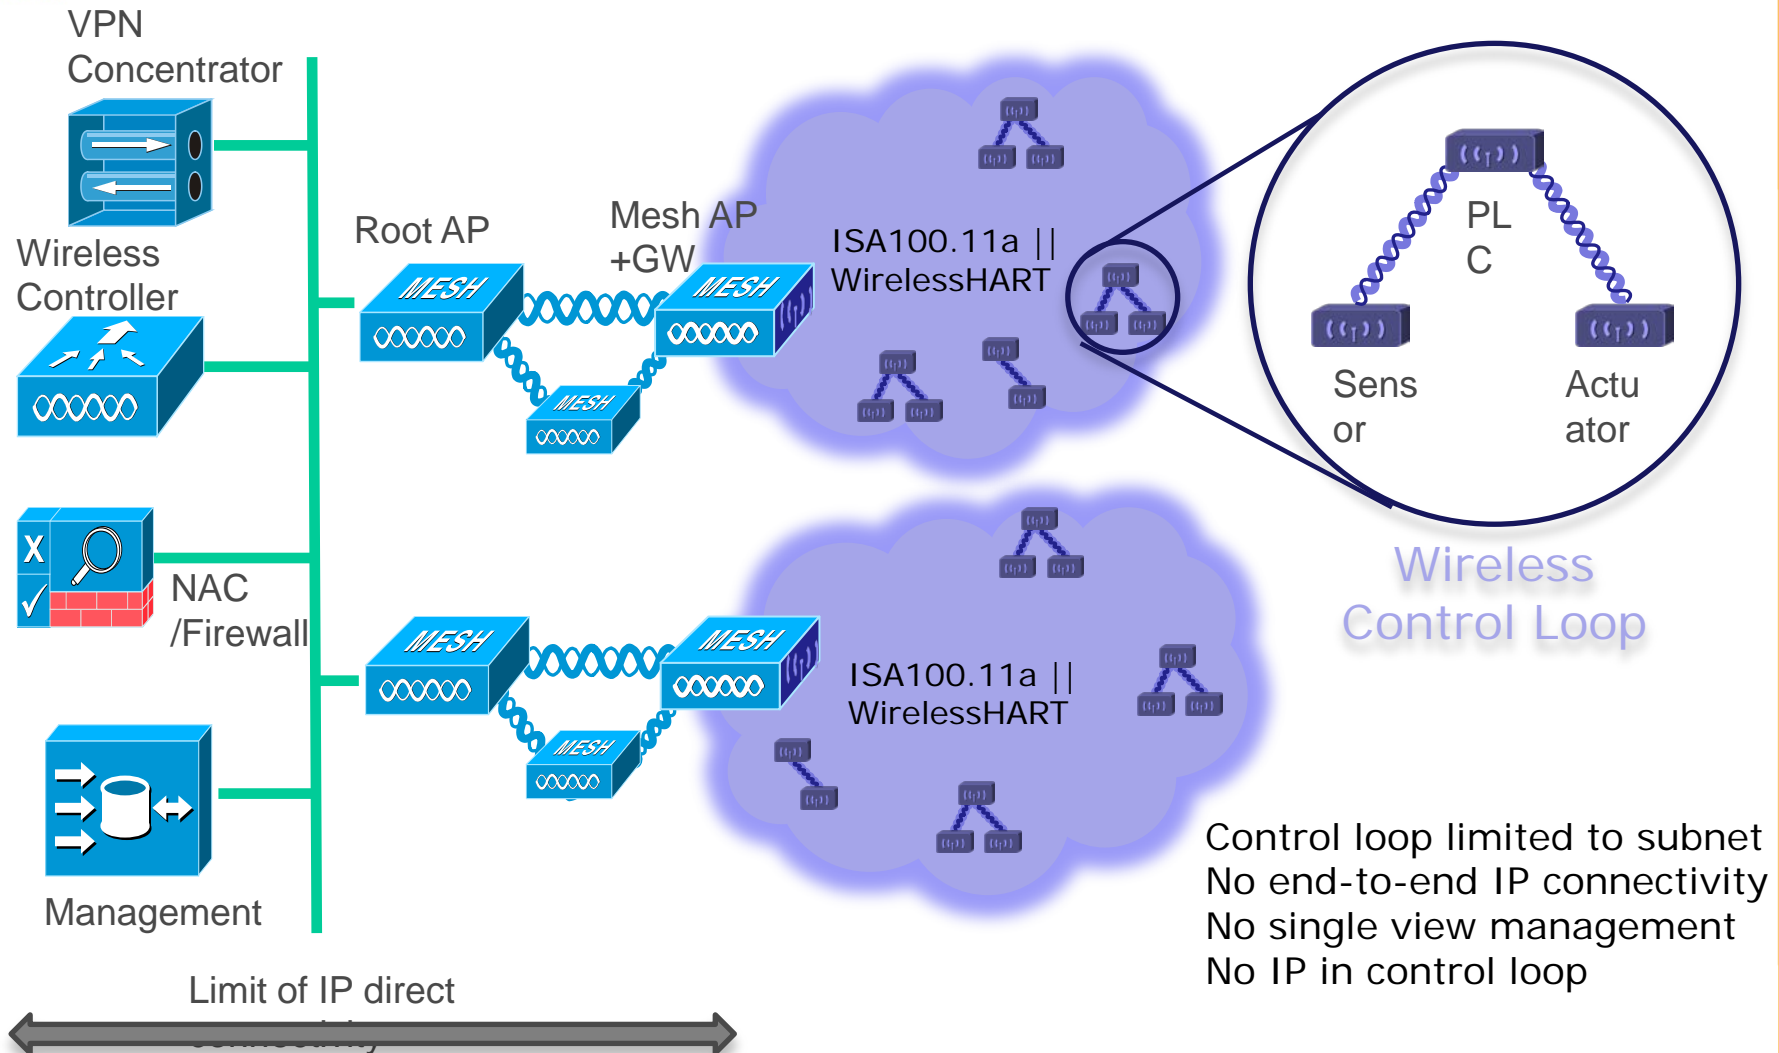 VPN
Concentrator
Wireless
Controller
NAC
/Firewall
Management
Root AP
Mesh AP
+GW
MESH
MESH
MESH
ISA100.11a ||
WirelessHART
PL
C
Sens
or
Actu
ator
Wireless
Control Loop
X
MESH
MESH
MESH
ISA100.11a ||
WirelessHART
Control loop limited to subnet
No end-to-end IP connectivity
No single view management
No IP in control loop
Limit of IP direct
connectivity